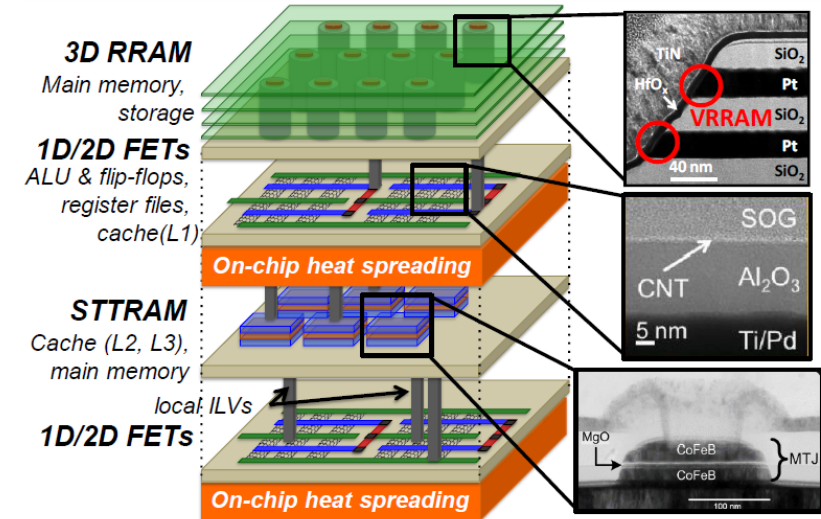 3D RRAM
Main memory,
storage
1D/2D FETs
ALU & flip-flops,
register files,
cache(L1)
On-chip heat spreading
STTRAM
Cache (L2, L3),
main memory
local ILVs
1D/2D FETs
On-chip heat spreading
TiN
SiO₂
Pt
HfOₓ
SiO₂
VRRAM
Pt
40 nm
SiO₂
SOG
CNT
Al₂O₃
5 nm
Ti/Pd
MgO
CoFeB
MTJ
CoFeB
100 nm